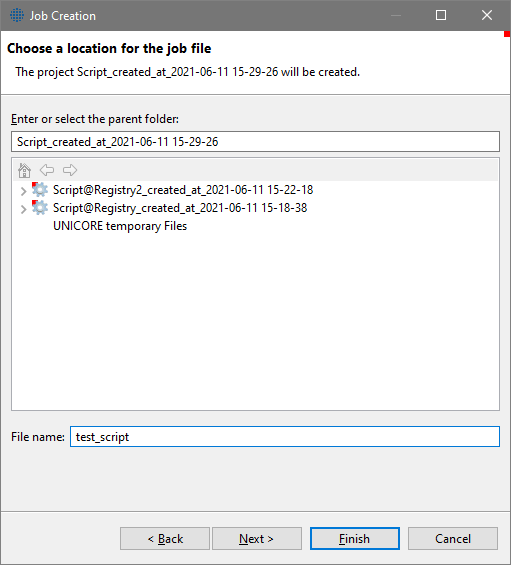 Job Creation
Choose a location for the job file
The project Script_created_at_2021-06-11 15-29-26 will be created.
Enter or select the parent folder:
Script_created_at_2021-06-11 15-29-26
Script@Registry2_created_at_2021-06-11 15-22-18
Script@Registry_created_at_2021-06-11 15-18-38
UNICORE temporary Files
File name: test_script
< Back Next > Finish Cancel